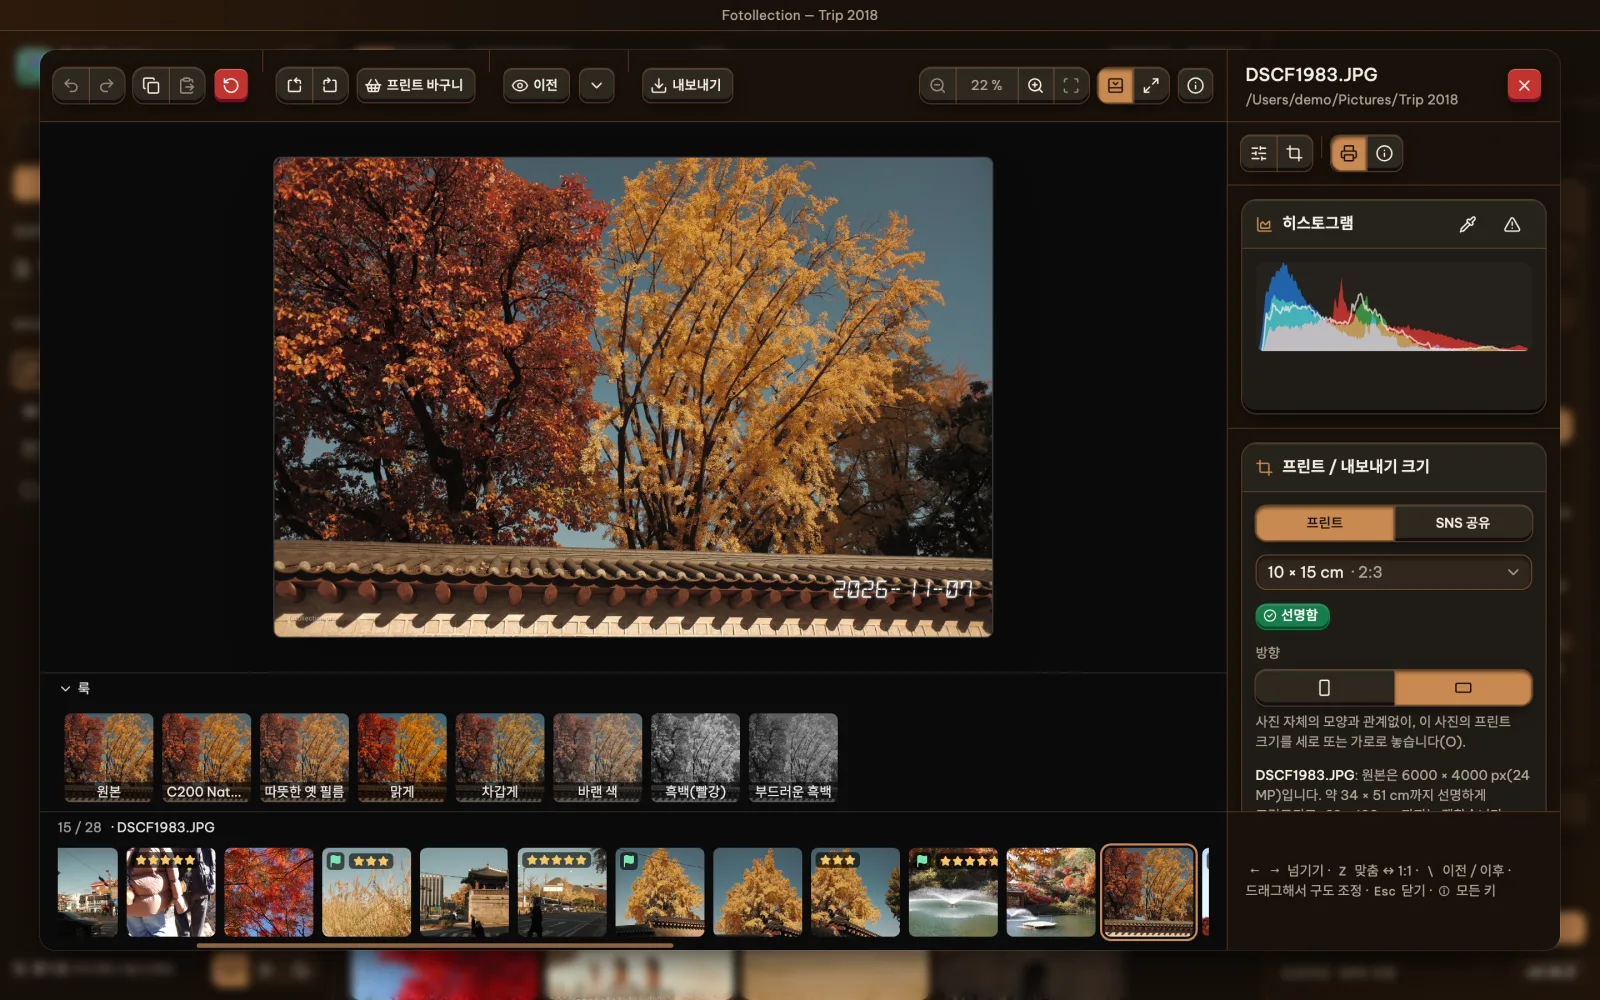 Fotollection — Trip 2018
프린트 바구니
이전
내보내기
22 %
DSCF1983.JPG
/Users/demo/Pictures/Trip 2018
히스토그램
2026-11-07
프린트 / 내보내기 크기
프린트
SNS 공유
10 × 15 cm · 2:3
선명함
방향
사진 자체의 모양과 관계없이, 이 사진의 프린트
크기를 세로 또는 가로로 놓습니다(O).
DSCF1983.JPG: 원본은 6000 × 4000 px(24
MP)입니다. 약 34 × 51 cm까지 선명하게
룩
원본
C200 Nat...
따뜻한 옛 필름
맑게
차갑게
바랜 색
흑백(빨강)
부드러운 흑백
15 / 28 · DSCF1983.JPG
← → 넘기기 · Z 맞춤 ↔ 1:1 · \ 이전 / 이후 ·
드래그해서 구도 조정 · Esc 닫기 · ⓘ 모든 키